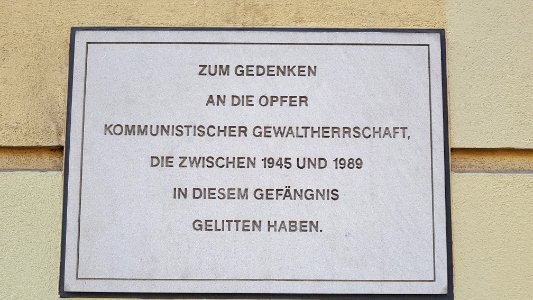 ZUM GEDENKEN
AN DIE OPFER
KOMMUNISTISCHER GEWALTHERRSCHAFT,
DIE ZWISCHEN 1945 UND 1989
IN DIESEM GEFÄNGNIS
GELITTEN HABEN.